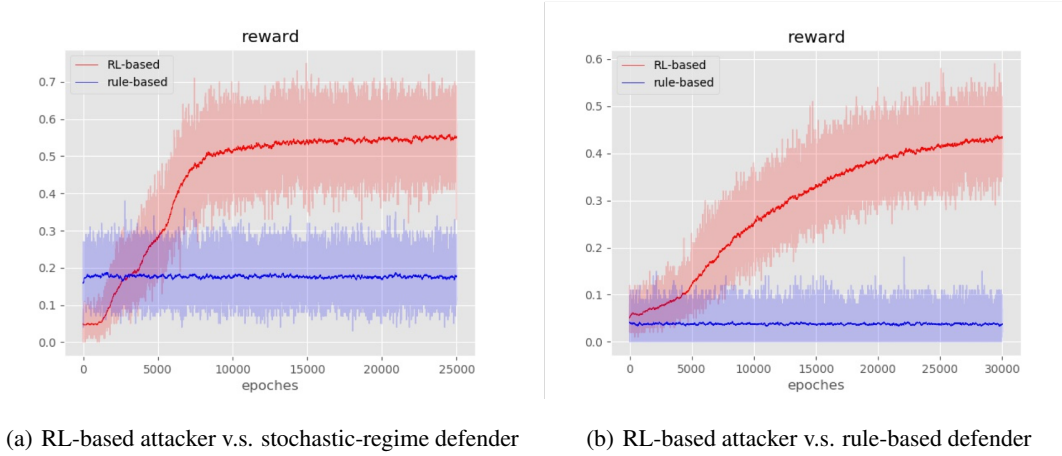 reward
RL-based
rule-based
0.7
0.6
0.5
0.4
0.3
0.2
0.1
0.0
0 5000 10000 15000 20000 25000
epoches
(a) RL-based attacker v.s. stochastic-regime defender
reward
RL-based
rule-based
0.6
0.5
0.4
0.3
0.2
0.1
0.0
0 5000 10000 15000 20000 25000 30000
epoches
(b) RL-based attacker v.s. rule-based defender